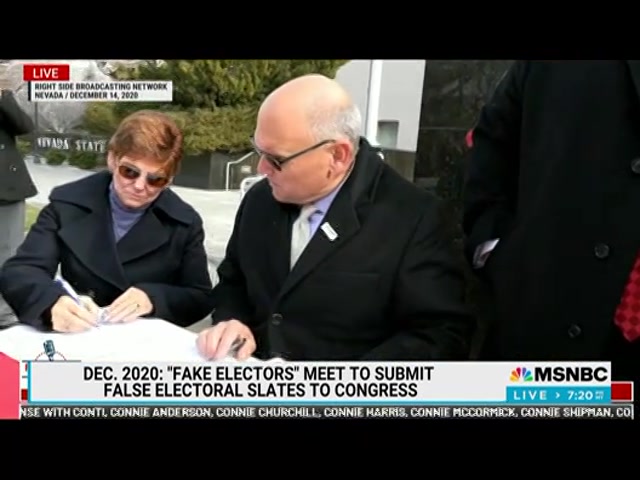 LIVE
RIGHT SIDE BROADCASTING NETWORK
NEVADA / DECEMBER 14, 2020
NEVADA STATE
DEC. 2020: "FAKE ELECTORS" MEET TO SUBMIT
FALSE ELECTORAL SLATES TO CONGRESS
MSNBC
LIVE 7:20
NSE WITH CONTI, CONNIE ANDERSON, CONNIE CHURCHILL, CONNIE HARRIS, CONNIE MCCORMICK, CONNIE SHIPMAN, CO